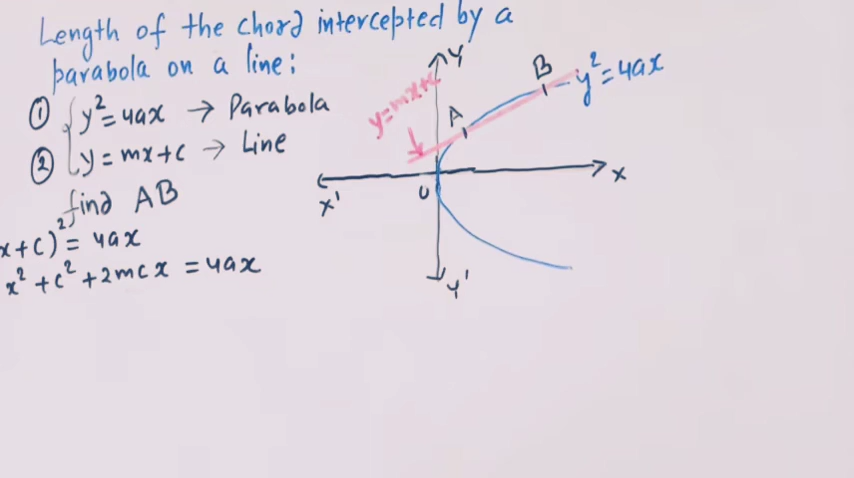 Length of the chord intercepted by a
parabola on a line:
① y²=4ax → Parabola
② y = mx+c → Line
find AB
x+c)² = 4ax
x² + c² + 2mcx = 4ax
Y
B
y²=4ax
y=mx+c
A
X'
O
X
Y'